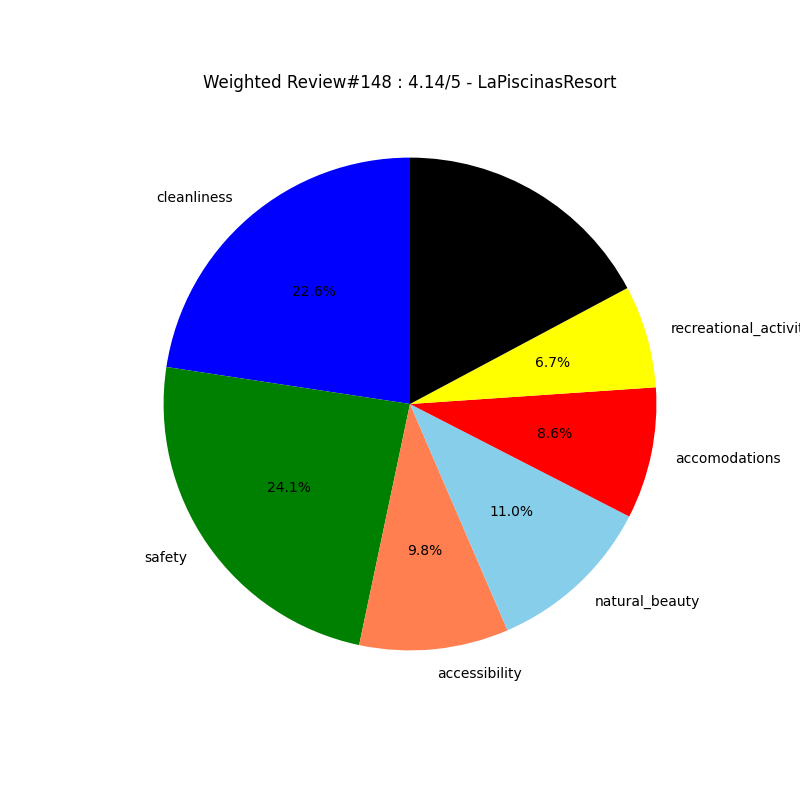 Weighted Review#148 : 4.14/5 - LaPiscinasResort
cleanliness
22.6%
recreational_activit
6.7%
8.6%
accomodations
24.1%
11.0%
9.8%
safety
natural_beauty
accessibility